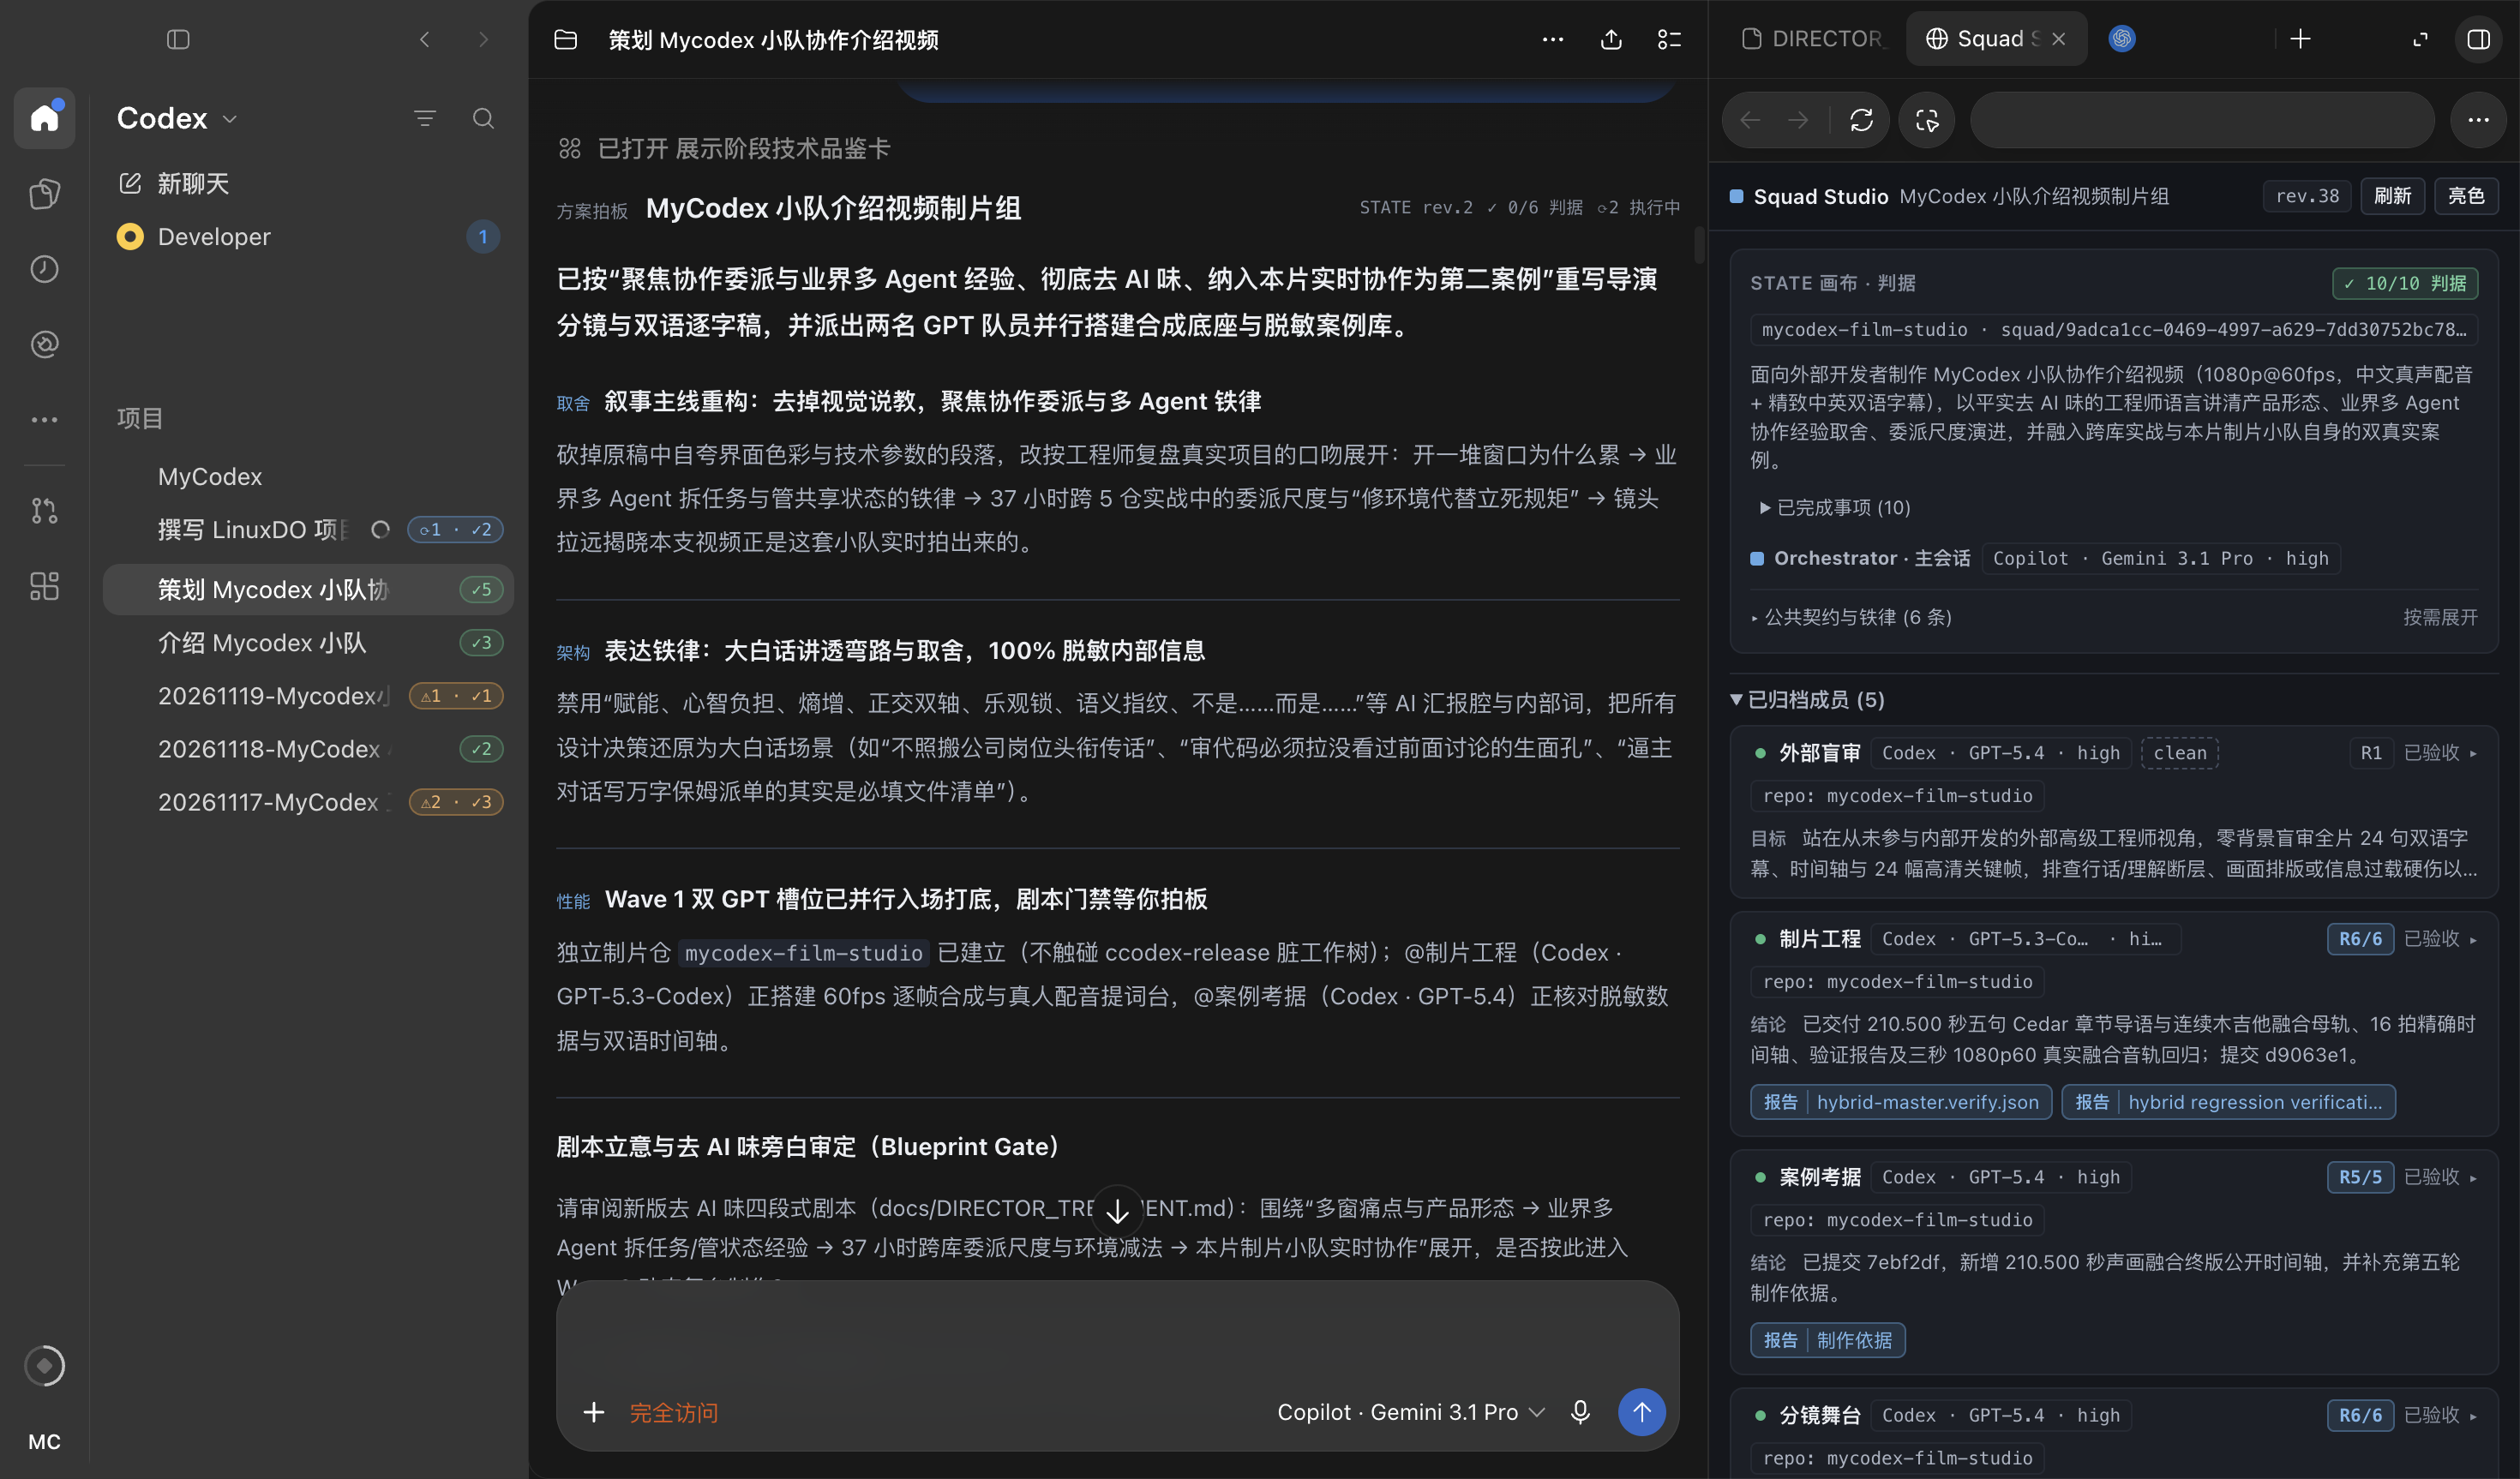 Codex
新聊天
Developer
1
项目
MyCodex
撰写 LinuxDO 项
⟳1 · ✓2
策划 Mycodex 小队协
✓5
介绍 Mycodex 小队
✓3
20261119-Mycodex小
⚠1 · ✓1
20261118-MyCodex
✓2
20261117-MyCodex
⚠2 · ✓3
MC
策划 Mycodex 小队协作介绍视频
已打开 展示阶段技术品鉴卡
方案拍板 MyCodex 小队介绍视频制片组
STATE rev.2 ✓ 0/6 判据 ⟳2 执行中
已按“聚焦协作委派与业界多 Agent 经验、彻底去 AI 味、纳入本片实时协作为第二案例”重写导演
分镜与双语逐字稿，并派出两名 GPT 队员并行搭建合成底座与脱敏案例库。
取舍 叙事主线重构：去掉视觉说教，聚焦协作委派与多 Agent 铁律
砍掉原稿中自夸界面色彩与技术参数的段落，改按工程师复盘真实项目的口吻展开：开一堆窗口为什么累 → 业
界多 Agent 拆任务与管共享状态的铁律 → 37 小时跨 5 仓实战中的委派尺度与“修环境代替立死规矩” → 镜头
拉远揭晓本支视频正是这套小队实时拍出来的。
架构 表达铁律：大白话讲透弯路与取舍，100% 脱敏内部信息
禁用“赋能、心智负担、熵增、正交双轴、乐观锁、语义指纹、不是……而是……”等 AI 汇报腔与内部词，把所有
设计决策还原为大白话场景（如“不照搬公司岗位头衔传话”、“审代码必须拉没看过前面讨论的生面孔”、“逼主
对话写万字保姆派单的其实是必填文件清单”）。
性能 Wave 1 双 GPT 槽位已并行入场打底，剧本门禁等你拍板
独立制片仓 mycodex-film-studio 已建立（不触碰 ccodex-release 脏工作树）；@制片工程（Codex ·
GPT-5.3-Codex）正搭建 60fps 逐帧合成与真人配音提词台，@案例考据（Codex · GPT-5.4）正核对脱敏数
据与双语时间轴。
剧本立意与去 AI 味旁白审定（Blueprint Gate）
请审阅新版去 AI 味四段式剧本（docs/DIRECTOR_TRE ENT.md）：围绕“多窗痛点与产品形态 → 业界多
Agent 拆任务/管状态经验 → 37 小时跨库委派尺度与环境减法 → 本片制片小队实时协作”展开，是否按此进入
完全访问
Copilot · Gemini 3.1 Pro
DIRECTOR_
Squad S
Squad Studio MyCodex 小队介绍视频制片组
rev.38
刷新
亮色
STATE 画布 · 判据
✓ 10/10 判据
mycodex-film-studio · squad/9adca1cc-0469-4997-a629-7dd30752bc78…
面向外部开发者制作 MyCodex 小队协作介绍视频（1080p@60fps，中文真声配音
+ 精致中英双语字幕），以平实去 AI 味的工程师语言讲清产品形态、业界多 Agent
协作经验取舍、委派尺度演进，并融入跨库实战与本片制片小队自身的双真实案
例。
▶ 已完成事项 (10)
Orchestrator · 主会话 Copilot · Gemini 3.1 Pro · high
▸ 公共契约与铁律 (6 条)
按需展开
▼ 已归档成员 (5)
外部盲审 Codex · GPT-5.4 · high clean R1 已验收 ▸
repo: mycodex-film-studio
目标 站在从未参与内部开发的外部高级工程师视角，零背景盲审全片 24 句双语字
幕、时间轴与 24 幅高清关键帧，排查行话/理解断层、画面排版或信息过载硬伤以…
制片工程 Codex · GPT-5.3-Co… · hi… R6/6 已验收 ▸
repo: mycodex-film-studio
结论 已交付 210.500 秒五句 Cedar 章节导语与连续木吉他融合母轨、16 拍精确时
间轴、验证报告及三秒 1080p60 真实融合音轨回归；提交 d9063e1。
报告 hybrid-master.verify.json
报告 hybrid regression verificati…
案例考据 Codex · GPT-5.4 · high R5/5 已验收 ▸
repo: mycodex-film-studio
结论 已提交 7ebf2df，新增 210.500 秒声画融合终版公开时间轴，并补充第五轮
制作依据。
报告 制作依据
分镜舞台 Codex · GPT-5.4 · high R6/6 已验收 ▸
repo: mycodex-film-studio